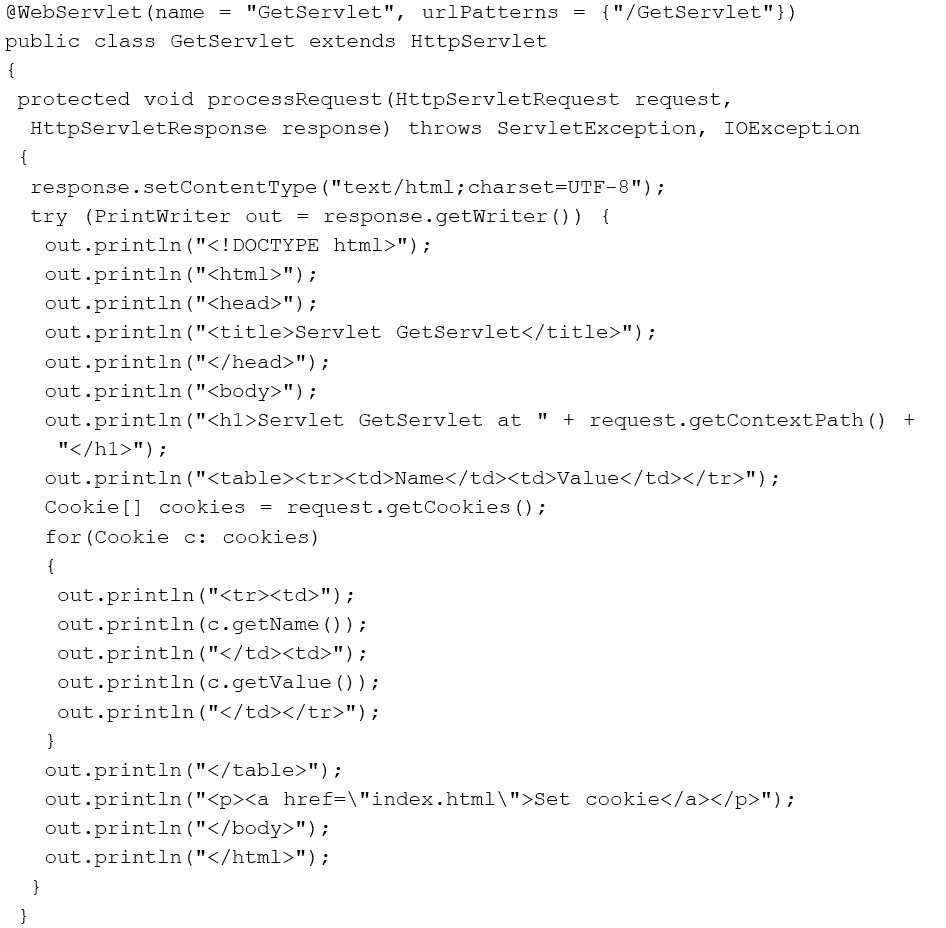 @WebServlet(name = "GetServlet", urlPatterns = {"/GetServlet"})
public class GetServlet extends HttpServlet
{
protected void processRequest(HttpServletRequest request,
HttpServletResponse response) throws ServletException, IOException
{
response.setContentType("text/html;charset=UTF-8");
try (PrintWriter out = response.getWriter()) {
out.println("<!DOCTYPE html>");
out.println("<html>");
out.println("<head>");
out.println("<title>Servlet GetServlet</title>");
out.println("</head>");
out.println("<body>");
out.println("<h1>Servlet GetServlet at " + request.getContextPath() +
"</h1>");
out.println("<table><tr><td>Name</td><td>Value</td></tr>");
Cookie[] cookies = request.getCookies();
for(Cookie c: cookies)
{
out.println("<tr><td>");
out.println(c.getName());
out.println("</td><td>");
out.println(c.getValue());
out.println("</td></tr>");
}
out.println("</table>");
out.println("<p><a href=\"index.html\">Set cookie</a></p>");
out.println("</body>");
out.println("</html>");
}
}